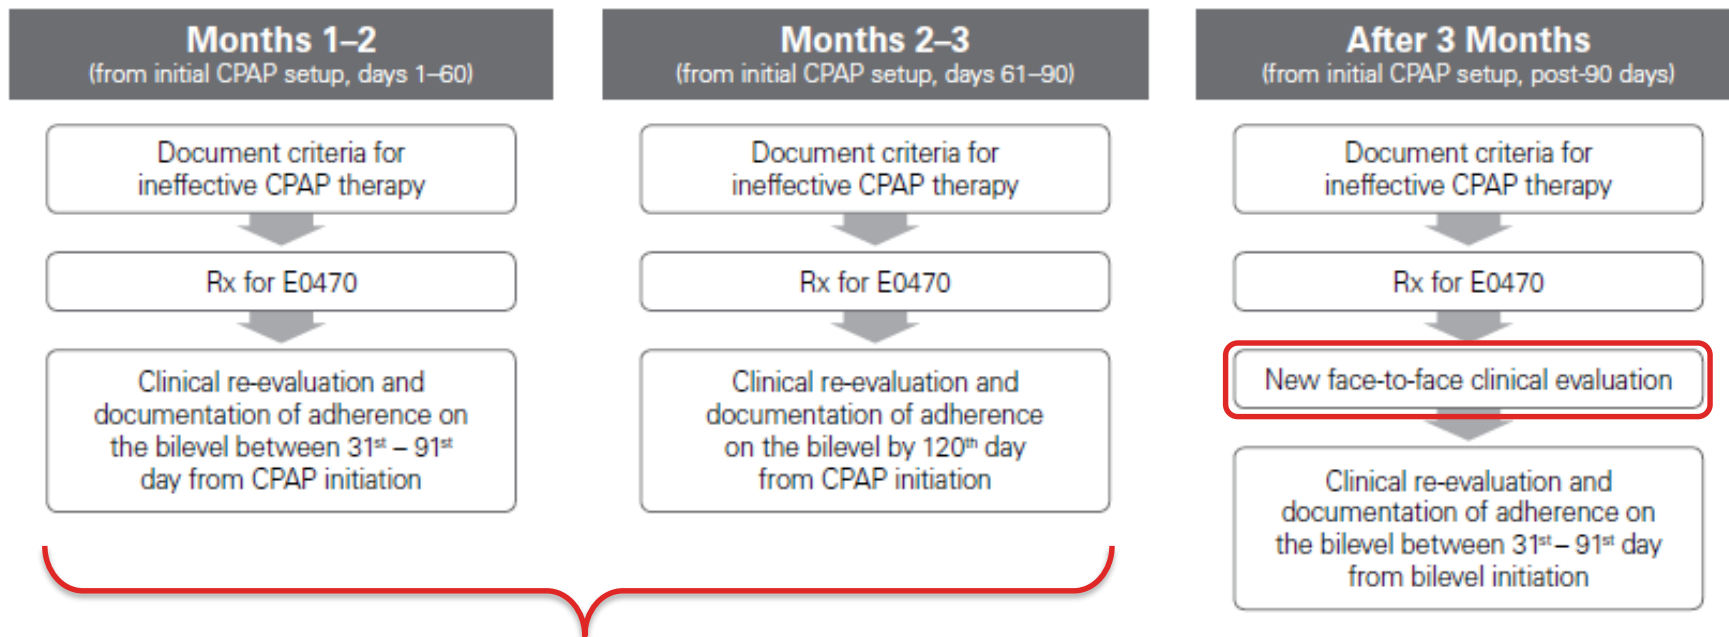 Months 1–2
(from initial CPAP setup, days 1–60)
Document criteria for
ineffective CPAP therapy
Rx for E0470
Clinical re-evaluation and
documentation of adherence on
the bilevel between 31st – 91st
day from CPAP initiation
Months 2–3
(from initial CPAP setup, days 61–90)
Document criteria for
ineffective CPAP therapy
Rx for E0470
Clinical re-evaluation and
documentation of adherence
on the bilevel by 120th day
from CPAP initiation
After 3 Months
(from initial CPAP setup, post-90 days)
Document criteria for
ineffective CPAP therapy
Rx for E0470
New face-to-face clinical evaluation
Clinical re-evaluation and
documentation of adherence on
the bilevel between 31st – 91st day
from bilevel initiation